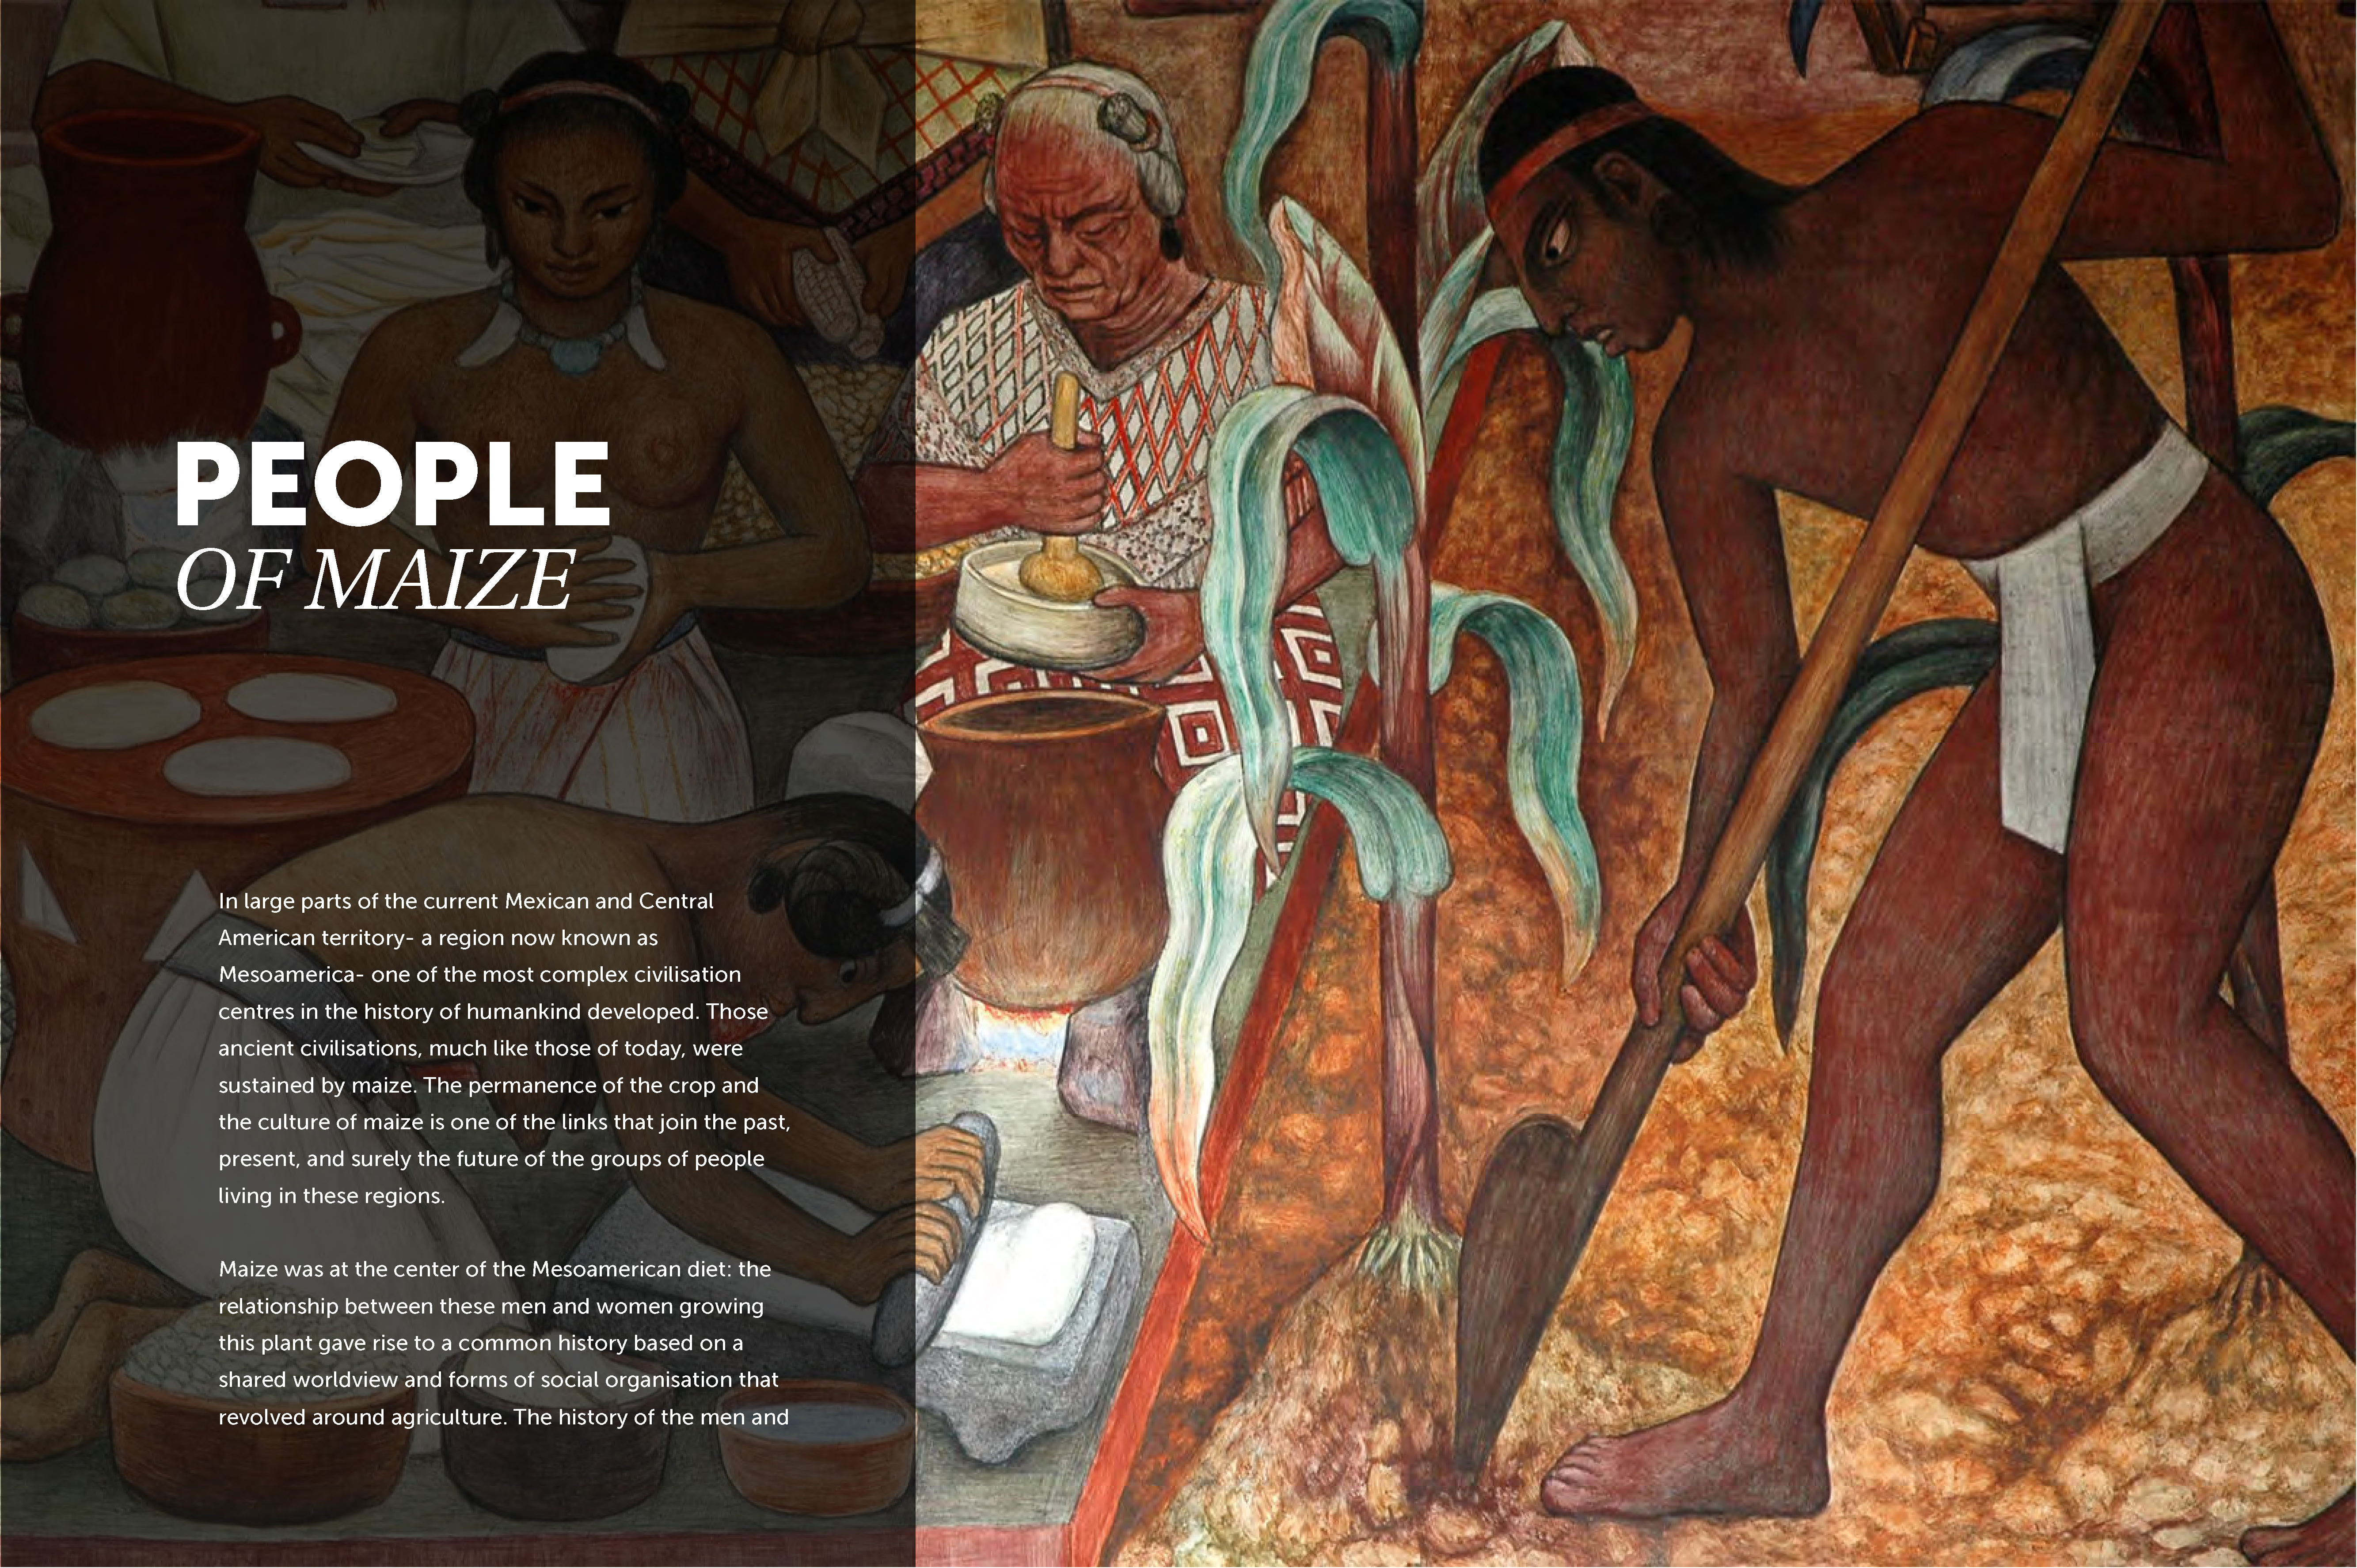 PEOPLE
OF MAIZE
In large parts of the current Mexican and Central
American territory- a region now known as
Mesoamerica- one of the most complex civilisation
centres in the history of humankind developed. Those
ancient civilisations, much like those of today, were
sustained by maize. The permanence of the crop and
the culture of maize is one of the links that join the past,
present, and surely the future of the groups of people
living in these regions.
Maize was at the center of the Mesoamerican diet: the
relationship between these men and women growing
this plant gave rise to a common history based on a
shared worldview and forms of social organisation that
revolved around agriculture. The history of the men and